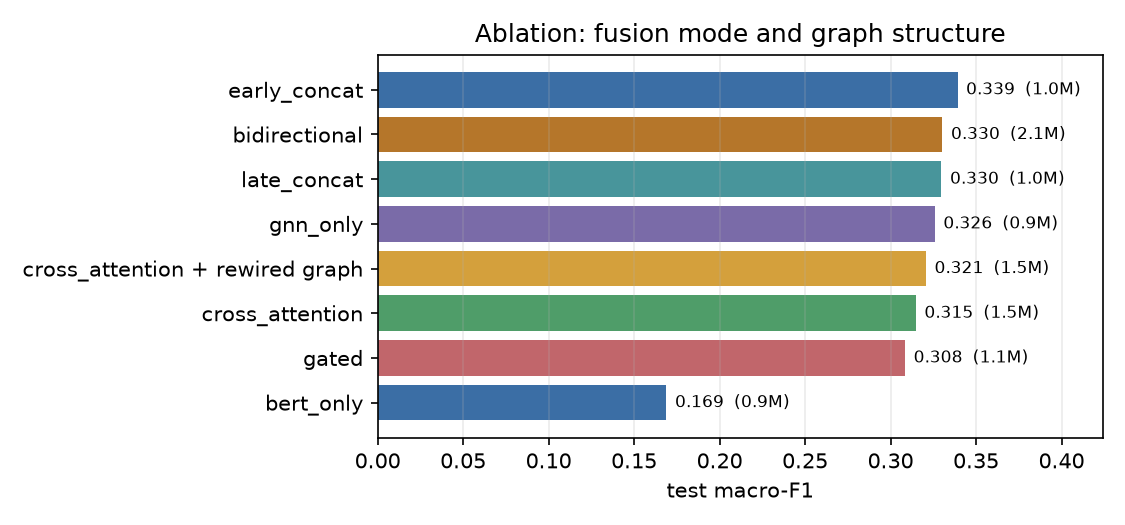 Ablation: fusion mode and graph structure
early_concat 0.339 (1.0M)
bidirectional 0.330 (2.1M)
late_concat 0.330 (1.0M)
gnn_only 0.326 (0.9M)
cross_attention + rewired graph 0.321 (1.5M)
cross_attention 0.315 (1.5M)
gated 0.308 (1.1M)
bert_only 0.169 (0.9M)
0.00 0.05 0.10 0.15 0.20 0.25 0.30 0.35 0.40
test macro-F1